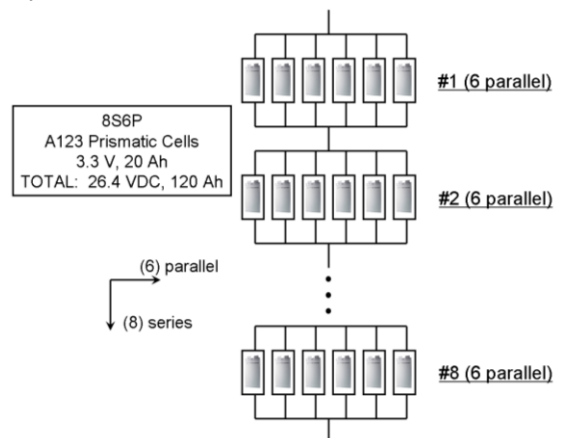 #1 (6 parallel)
8S6P
A123 Prismatic Cells
3.3 V, 20 Ah
TOTAL: 26.4 VDC, 120 Ah
#2 (6 parallel)
(6) parallel
(8) series
#8 (6 parallel)